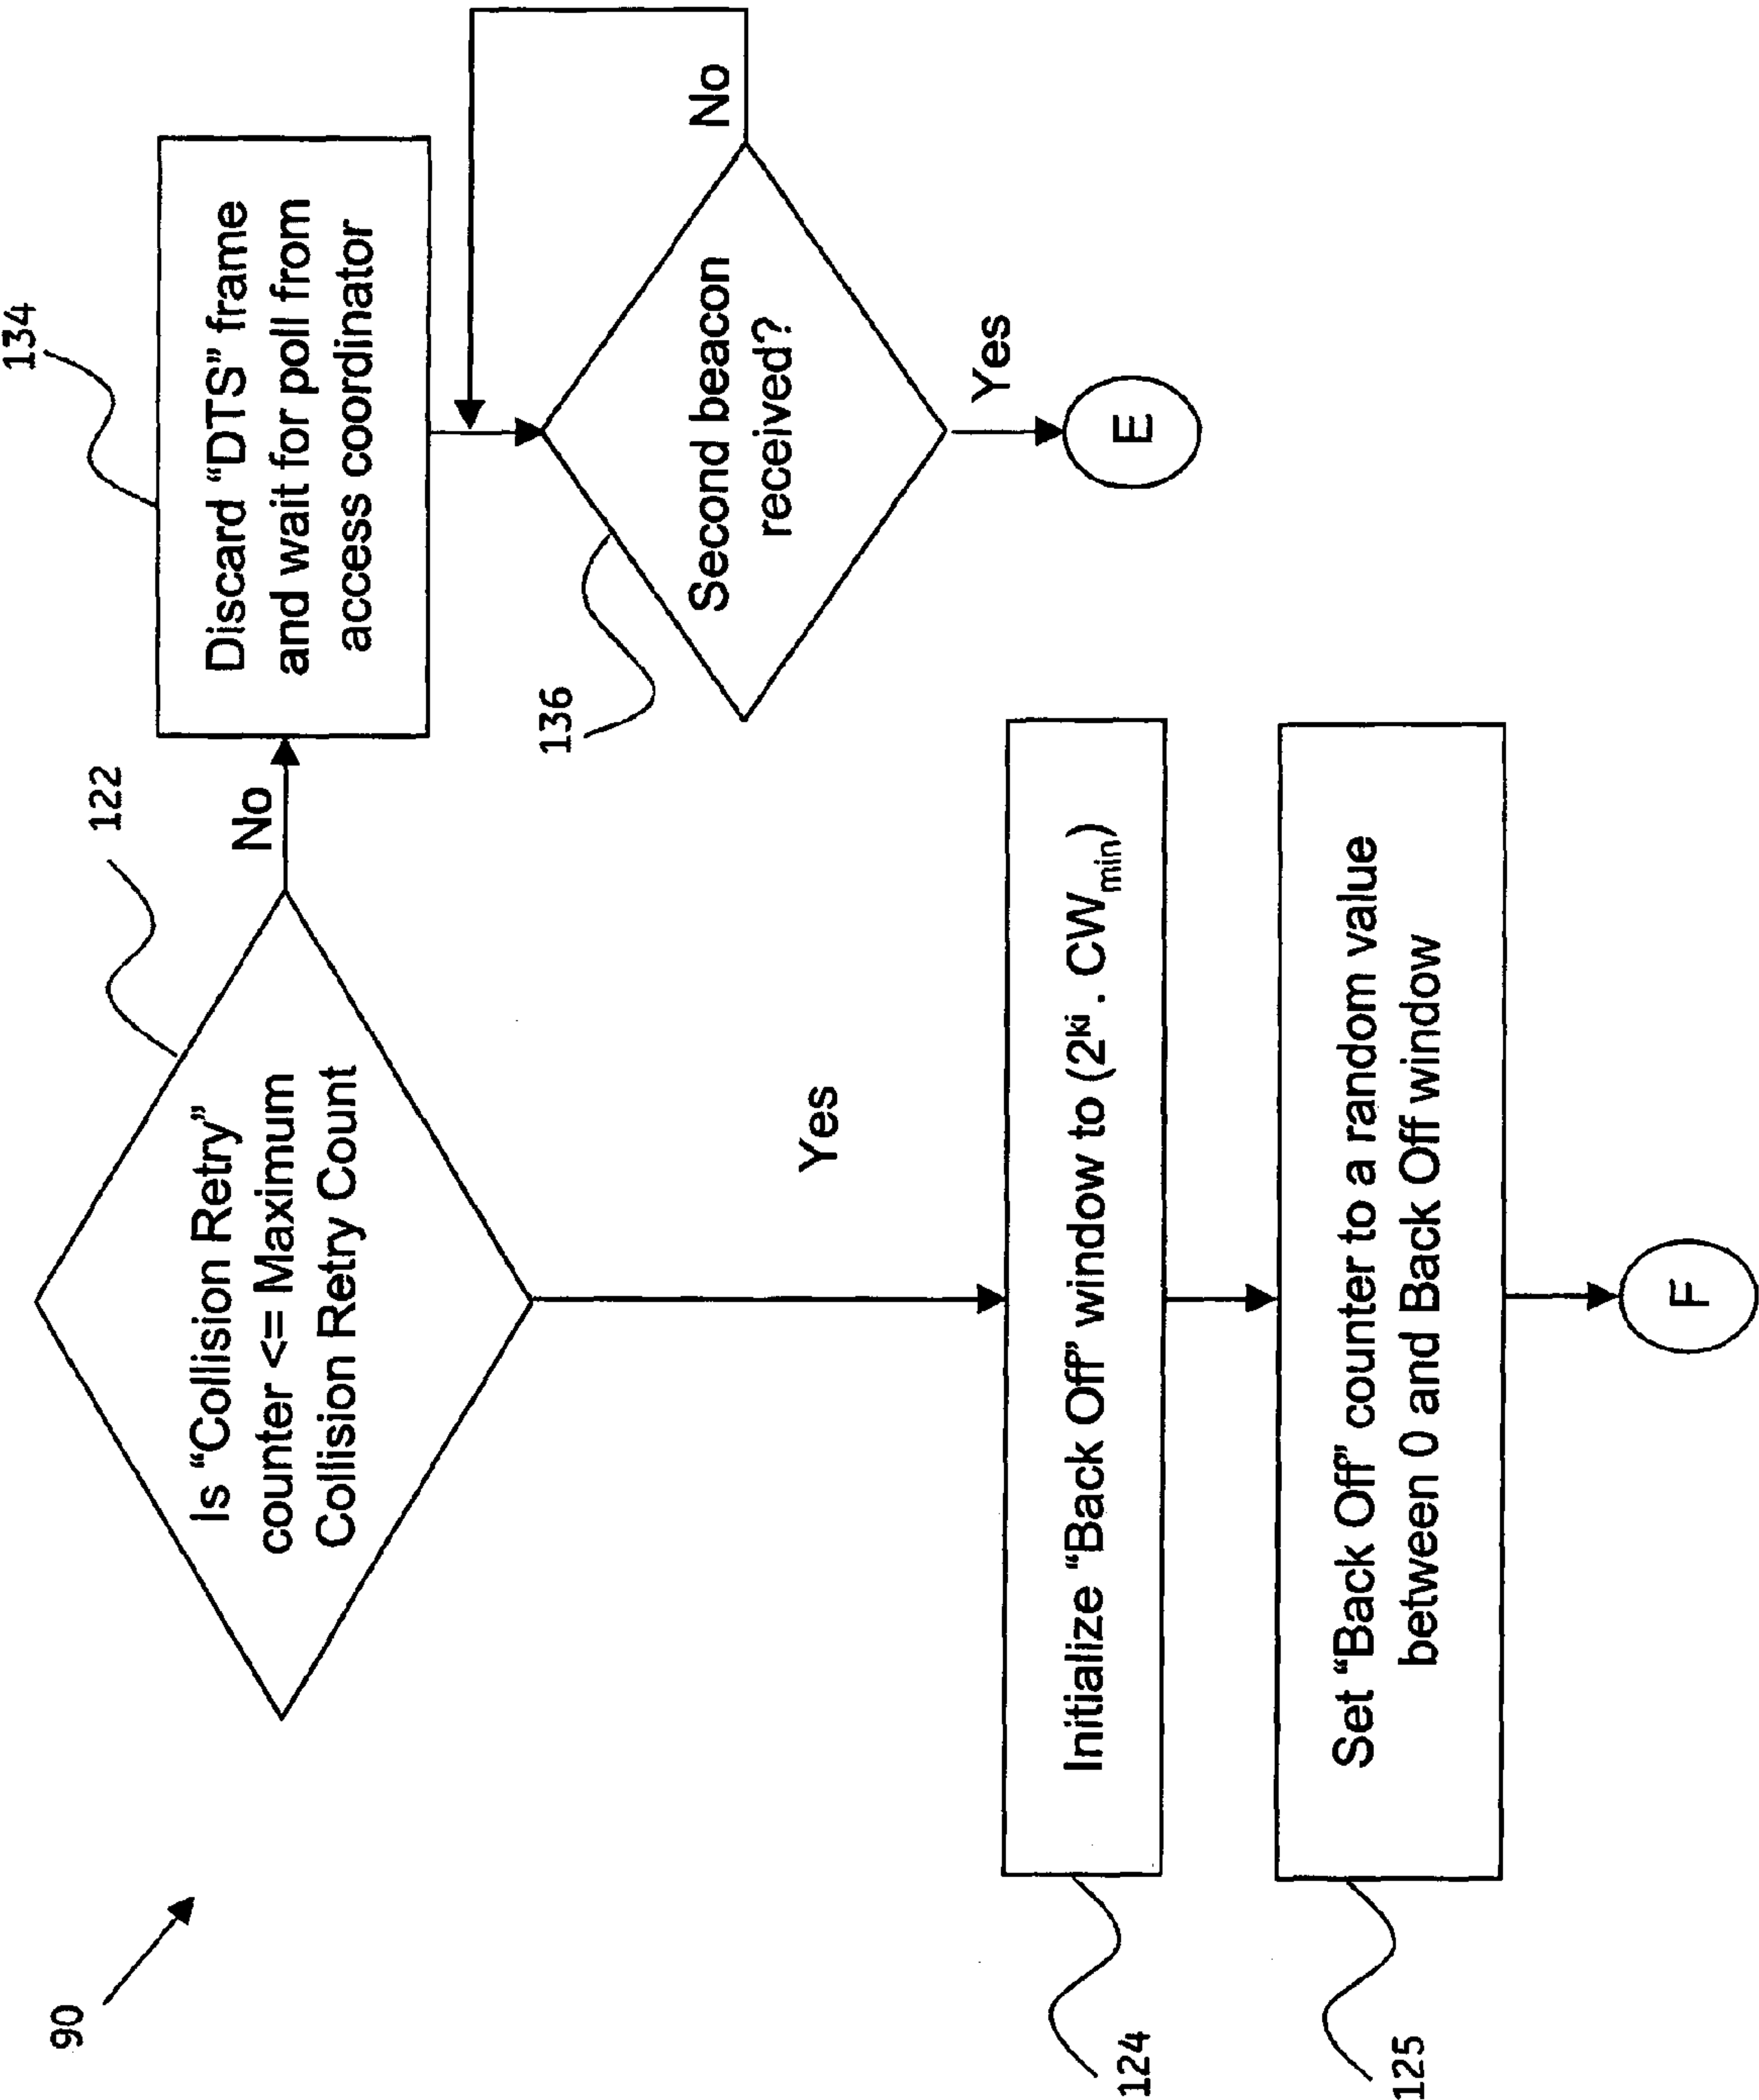 90
122
Is “Collision Retry”
counter <= Maximum
Collision Retry Count
No
134
Discard “DTS” frame
and wait for poll from
access coordinator
136
Second beacon
received?
No
Yes
E
Yes
124
Initialize “Back Off” window to (2ᵏⁱ . CWₘᵢₙ)
125
Set “Back Off” counter to a random value
between 0 and Back Off window
F